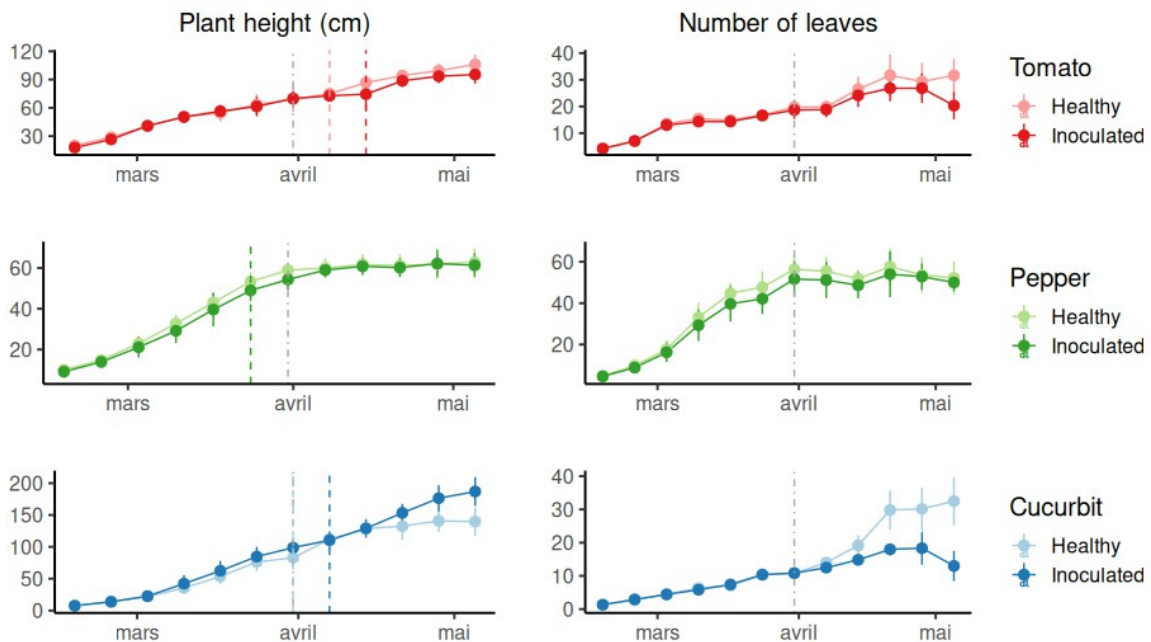 Plant height (cm)
Number of leaves
120
90
60
30
mars
avril
mai
40
30
20
10
mars
avril
mai
Tomato
Healthy
Inoculated
60
40
20
mars
avril
mai
60
40
20
mars
avril
mai
Pepper
Healthy
Inoculated
200
150
100
50
0
mars
avril
mai
40
30
20
10
0
mars
avril
mai
Cucurbit
Healthy
Inoculated